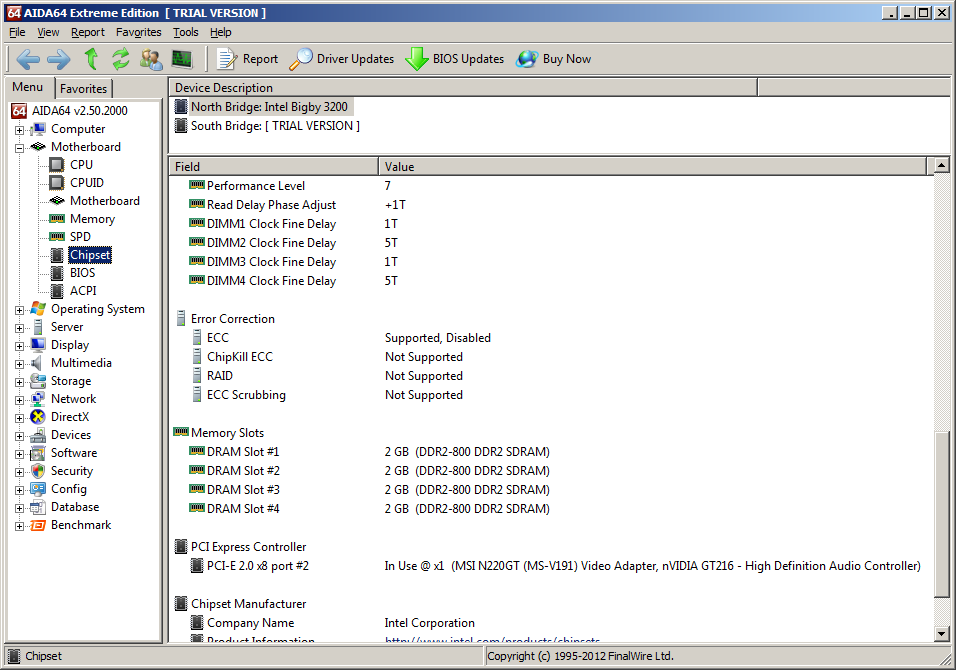 64 AIDA64 Extreme Edition [ TRIAL VERSION ]
File View Report Favorites Tools Help
Report Driver Updates BIOS Updates Buy Now
Menu Favorites
64 AIDA64 v2.50.2000
Computer
Motherboard
CPU
CPUID
Motherboard
Memory
SPD
Chipset
BIOS
ACPI
Operating System
Server
Display
Multimedia
Storage
Network
DirectX
Devices
Software
Security
Config
Database
Benchmark
Device Description
North Bridge: Intel Bigby 3200
South Bridge: [ TRIAL VERSION ]
Field Value
Performance Level 7
Read Delay Phase Adjust +1T
DIMM1 Clock Fine Delay 1T
DIMM2 Clock Fine Delay 5T
DIMM3 Clock Fine Delay 1T
DIMM4 Clock Fine Delay 5T
Error Correction
ECC Supported, Disabled
ChipKill ECC Not Supported
RAID Not Supported
ECC Scrubbing Not Supported
Memory Slots
DRAM Slot #1 2 GB (DDR2-800 DDR2 SDRAM)
DRAM Slot #2 2 GB (DDR2-800 DDR2 SDRAM)
DRAM Slot #3 2 GB (DDR2-800 DDR2 SDRAM)
DRAM Slot #4 2 GB (DDR2-800 DDR2 SDRAM)
PCI Express Controller
PCI-E 2.0 x8 port #2 In Use @ x1 (MSI N220GT (MS-V191) Video Adapter, nVIDIA GT216 - High Definition Audio Controller)
Chipset Manufacturer
Company Name Intel Corporation
Product Information http://www.intel.com/products/chipsets
Chipset Copyright (c) 1995-2012 FinalWire Ltd.